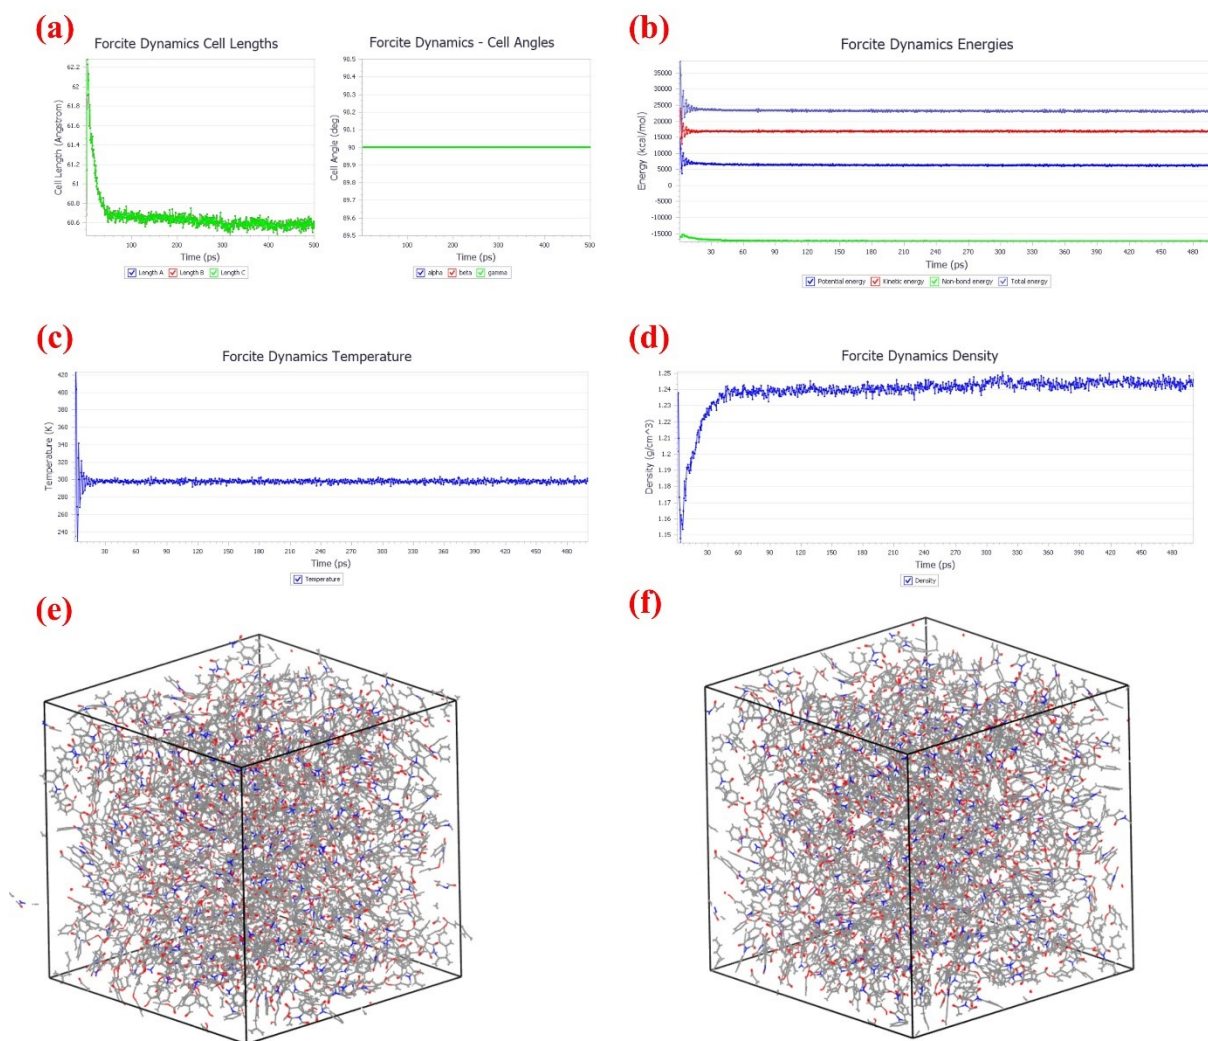 (a)
Forcite Dynamics Cell Lengths
Cell Length (Angstrom)
62.2
62
61.8
61.6
61.4
61.2
61
60.8
60.6
100 200 300 400 500
Time (ps)
Length A Length B Length C
Forcite Dynamics - Cell Angles
Cell Angle (deg)
90.5
90.4
90.3
90.2
90.1
90
89.9
89.8
89.7
89.6
89.5
100 200 300 400 500
Time (ps)
alpha beta gamma
(b)
Forcite Dynamics Energies
Energy (kcal/mol)
35000
30000
25000
20000
15000
10000
5000
0
-5000
-10000
-15000
30 60 90 120 150 180 210 240 270 300 330 360 390 420 450 480
Time (ps)
Potential energy Kinetic energy Non-bond energy Total energy
(c)
Forcite Dynamics Temperature
Temperature (K)
420
400
380
360
340
320
300
280
260
240
30 60 90 120 150 180 210 240 270 300 330 360 390 420 450 480
Time (ps)
Temperature
(d)
Forcite Dynamics Density
Density (g/cm^3)
1.25
1.24
1.23
1.22
1.21
1.2
1.19
1.18
1.17
1.16
1.15
30 60 90 120 150 180 210 240 270 300 330 360 390 420 450 480
Time (ps)
Density
(e)
(f)